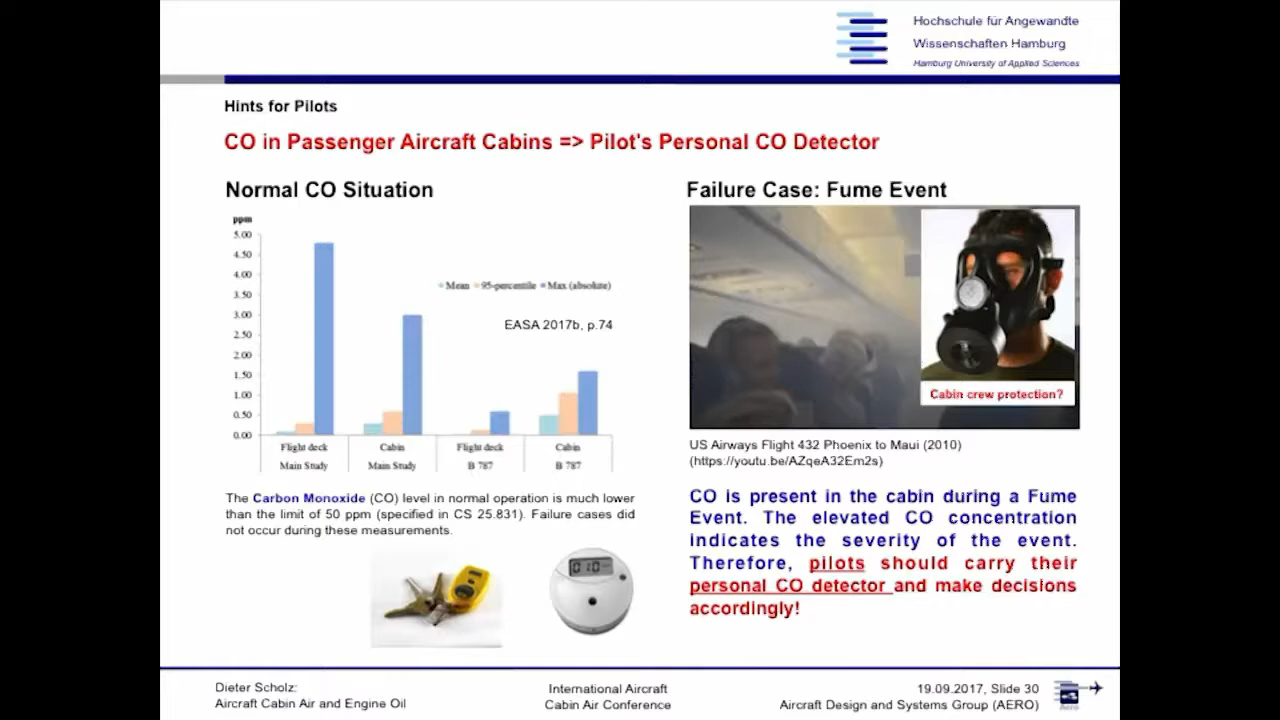 Hochschule für Angewandte
Wissenschaften Hamburg
Hamburg University of Applied Sciences
Hints for Pilots
CO in Passenger Aircraft Cabins => Pilot's Personal CO Detector
Normal CO Situation
ppm
5.00
4.50
4.00
3.50
3.00
2.50
2.00
1.50
1.00
0.50
0.00
Mean 95-percentile Max (absolute)
EASA 2017b, p.74
Flight deck Cabin Flight deck Cabin
Main Study Main Study B 787 B 787
The Carbon Monoxide (CO) level in normal operation is much lower
than the limit of 50 ppm (specified in CS 25.831). Failure cases did
not occur during these measurements.
010
Failure Case: Fume Event
Cabin crew protection?
US Airways Flight 432 Phoenix to Maui (2010)
(https://youtu.be/AZqeA32Em2s)
CO is present in the cabin during a Fume
Event. The elevated CO concentration
indicates the severity of the event.
Therefore, pilots should carry their
personal CO detector and make decisions
accordingly!
Dieter Scholz:
Aircraft Cabin Air and Engine Oil
International Aircraft
Cabin Air Conference
19.09.2017, Slide 30
Aircraft Design and Systems Group (AERO)
Aero